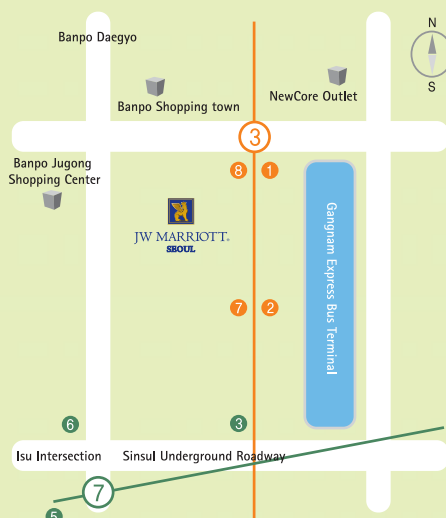 N
Banpo Daegyo
S
NewCore Outlet
Banpo Shopping town
3
Banpo Jugong
Shopping Center
8 1
JW MARRIOTT®
SEOUL
Gangnam Express Bus Terminal
7 2
6
3
Isu Intersection
Sinsul Underground Roadway
7
5